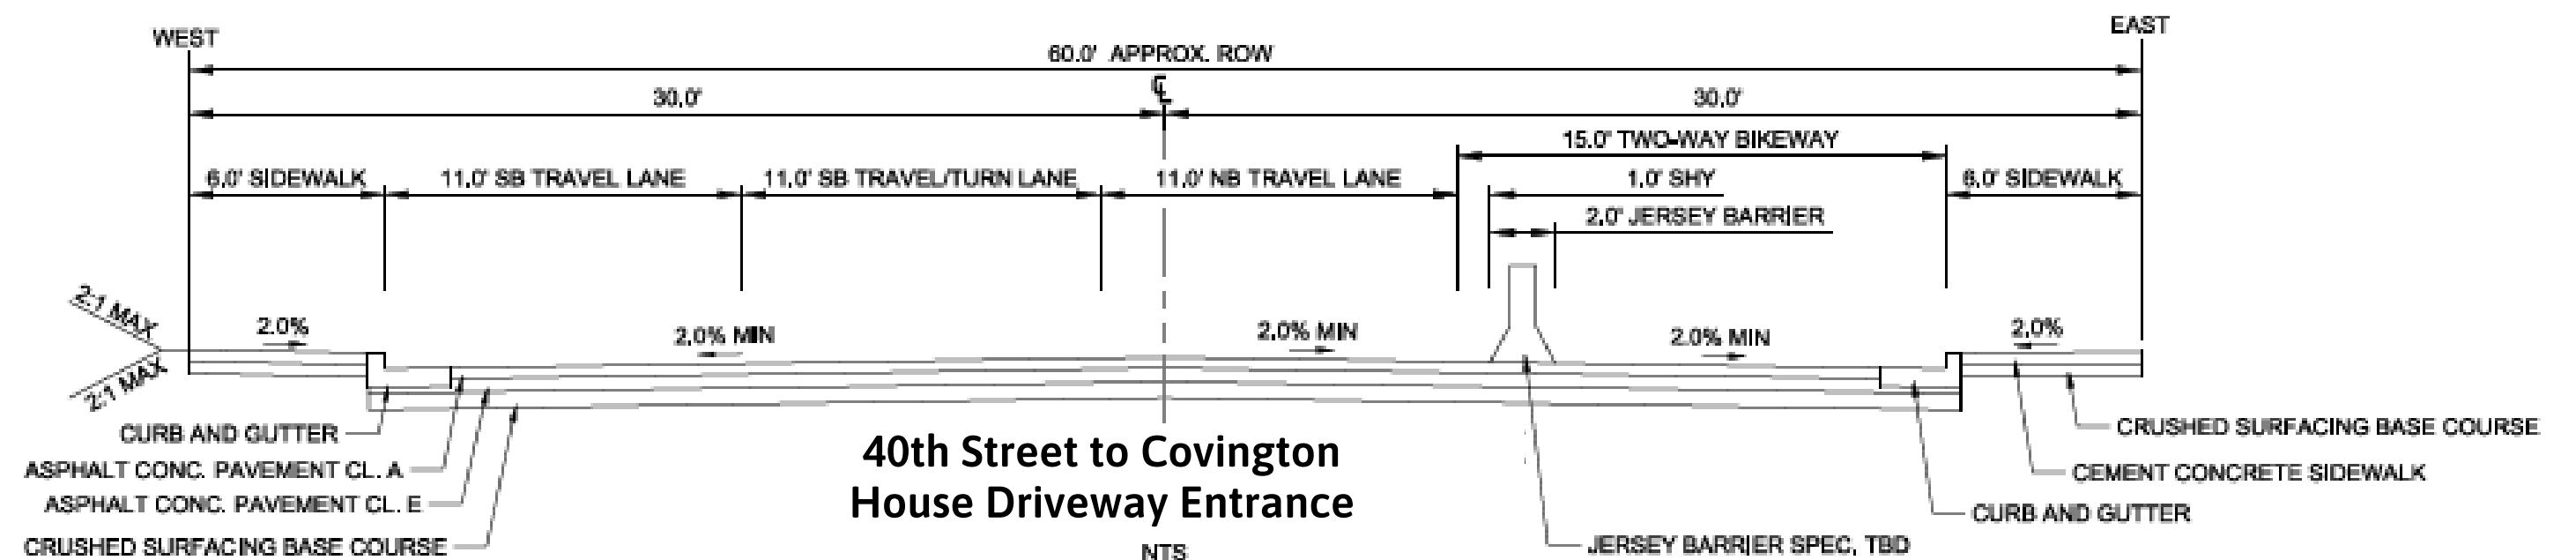 WEST
EAST
60.0' APPROX. ROW
℄
30.0'
30.0'
15.0' TWO-WAY BIKEWAY
6.0' SIDEWALK
11.0' SB TRAVEL LANE
11.0' SB TRAVEL/TURN LANE
11.0' NB TRAVEL LANE
1.0' SHY
6.0' SIDEWALK
2.0' JERSEY BARRIER
2:1 MAX
2:1 MAX
2.0%
2.0% MIN
2.0% MIN
2.0% MIN
2.0%
CURB AND GUTTER
ASPHALT CONC. PAVEMENT CL. A
ASPHALT CONC. PAVEMENT CL. E
CRUSHED SURFACING BASE COURSE
40th Street to Covington
House Driveway Entrance
NTS
CRUSHED SURFACING BASE COURSE
CEMENT CONCRETE SIDEWALK
CURB AND GUTTER
JERSEY BARRIER SPEC, TBD